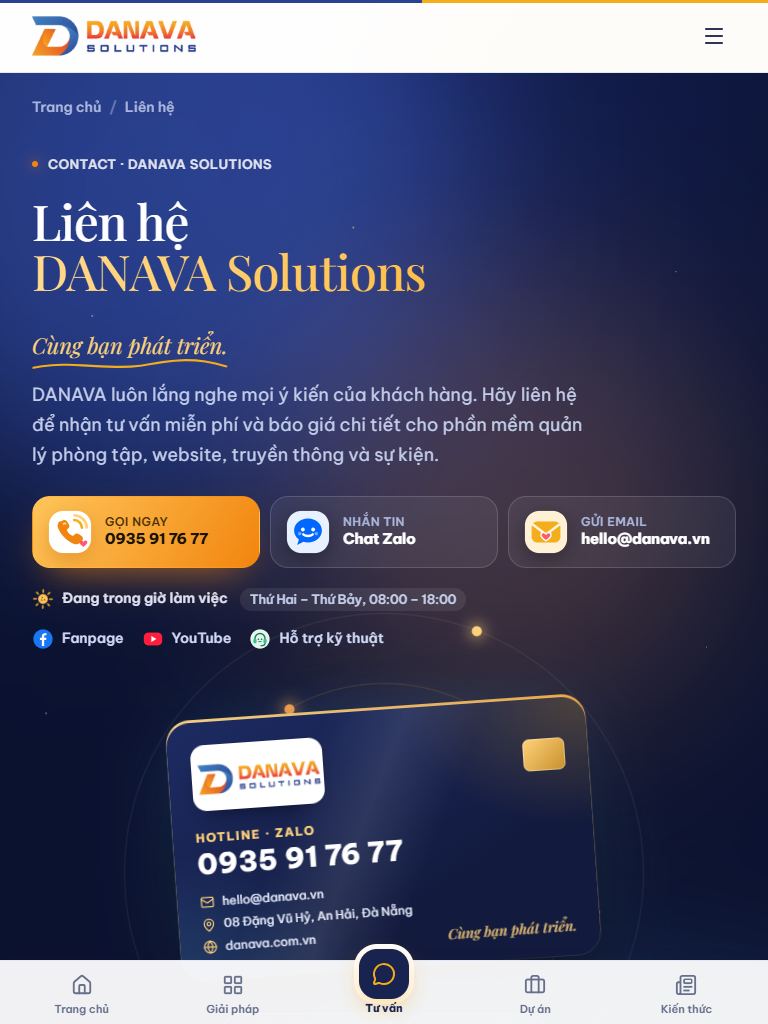 DANAVA
SOLUTIONS
Trang chủ / Liên hệ
CONTACT · DANAVA SOLUTIONS
Liên hệ
DANAVA Solutions
Cùng bạn phát triển.
DANAVA luôn lắng nghe mọi ý kiến của khách hàng. Hãy liên hệ
để nhận tư vấn miễn phí và báo giá chi tiết cho phần mềm quản
lý phòng tập, website, truyền thông và sự kiện.
GỌI NGAY
0935 91 76 77
NHẮN TIN
Chat Zalo
GỬI EMAIL
hello@danava.vn
Đang trong giờ làm việc
Thứ Hai – Thứ Bảy, 08:00 – 18:00
Fanpage
YouTube
Hỗ trợ kỹ thuật
DANAVA
SOLUTIONS
HOTLINE · ZALO
0935 91 76 77
hello@danava.vn
08 Đặng Vũ Hỷ, An Hải, Đà Nẵng
danava.com.vn
Cùng bạn phát triển.
Trang chủ
Giải pháp
Tư vấn
Dự án
Kiến thức